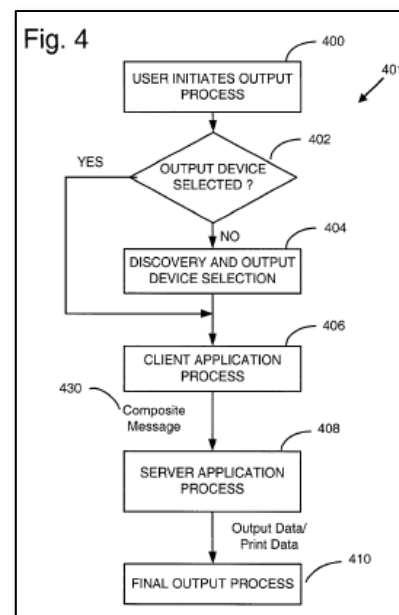 Fig. 4
400
401
USER INITIATES OUTPUT
PROCESS
402
YES
OUTPUT DEVICE
SELECTED ?
NO
404
DISCOVERY AND OUTPUT
DEVICE SELECTION
406
CLIENT APPLICATION
PROCESS
430
Composite
Message
408
SERVER APPLICATION
PROCESS
Output Data/
Print Data
410
FINAL OUTPUT PROCESS